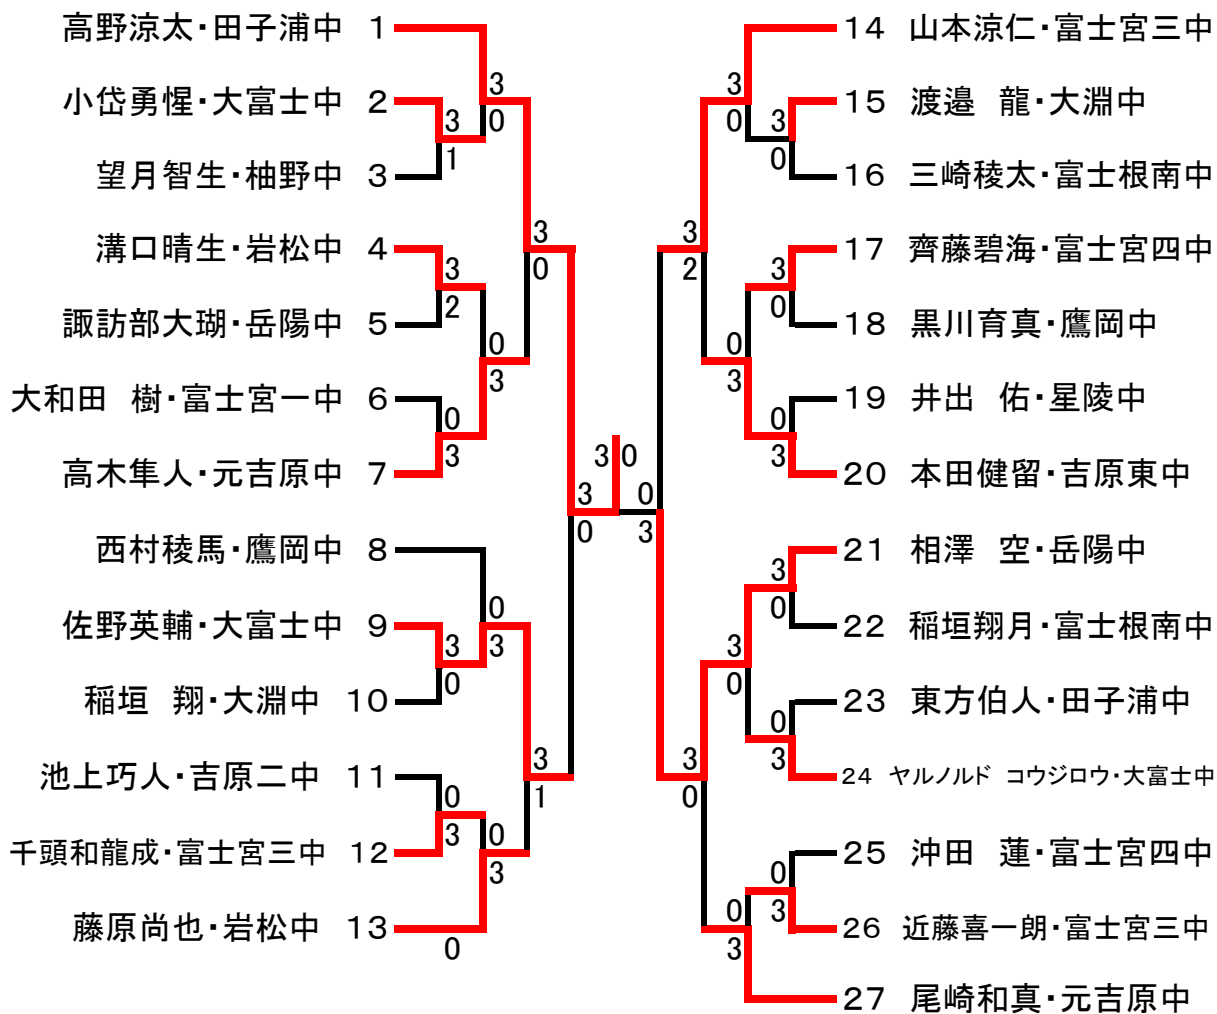 高野涼太・田子浦中 1
小岱勇惺・大富士中 2
望月智生・柚野中 3
溝口晴生・岩松中 4
諏訪部大瑚・岳陽中 5
大和田 樹・富士宮一中 6
高木隼人・元吉原中 7
西村稜馬・鷹岡中 8
佐野英輔・大富士中 9
稲垣 翔・大淵中 10
池上巧人・吉原二中 11
千頭和龍成・富士宮三中 12
藤原尚也・岩松中 13
3
0
3
1
3
0
3
2
0
3
0
3
3
0
0
3
3
0
3
1
0
3
0
3
0
3 0
0
3
14 山本涼仁・富士宮三中
15 渡邉 龍・大淵中
16 三崎稜太・富士根南中
17 齊藤碧海・富士宮四中
18 黒川育真・鷹岡中
19 井出 佑・星陵中
20 本田健留・吉原東中
21 相澤 空・岳陽中
22 稲垣翔月・富士根南中
23 東方伯人・田子浦中
24 ヤルノルド コウジロウ・大富士中
25 沖田 蓮・富士宮四中
26 近藤喜一朗・富士宮三中
27 尾崎和真・元吉原中
3
0
3
0
3
2
3
0
0
3
0
3
3
0
3
0
0
3
3
0
0
3
0
3